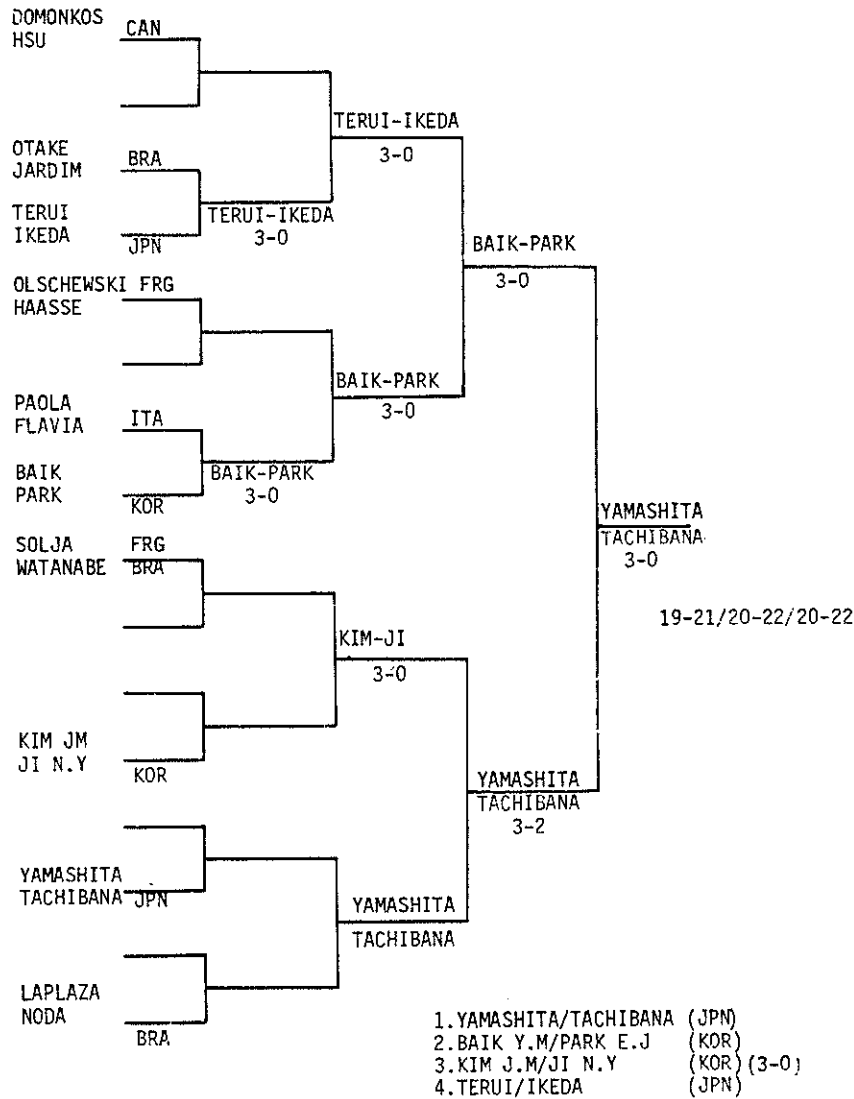 DOMONKOS CAN
HSU
TERUI-IKEDA
3-0
OTAKE BRA
JARDIM
TERUI TERUI-IKEDA
IKEDA JPN 3-0
BAIK-PARK
3-0
OLSCHEWSKI FRG
HAASSE
BAIK-PARK
3-0
PAOLA ITA
FLAVIA
BAIK BAIK-PARK
PARK KOR 3-0
YAMASHITA
TACHIBANA
3-0
SOLJA FRG
WATANABE BRA
19-21/20-22/20-22
KIM-JI
3-0
KIM JM
JI N.Y KOR
YAMASHITA
TACHIBANA
3-2
YAMASHITA
TACHIBANA JPN
YAMASHITA
TACHIBANA
LAPLAZA
NODA
BRA
1.YAMASHITA/TACHIBANA (JPN)
2.BAIK Y.M/PARK E.J (KOR)
3.KIM J.M/JI N.Y (KOR) (3-0)
4.TERUI/IKEDA (JPN)